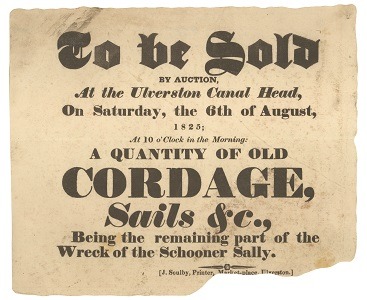 To be Sold
BY AUCTION,
At the Ulverston Canal Head,
On Saturday, the 6th of August,
1825;
At 10 o'Clock in the Morning:
A QUANTITY OF OLD
CORDAGE,
Sails &c.,
Being the remaining part of the
Wreck of the Schooner Sally.
[J. Soulby, Printer, Market-place, Ulverston.]